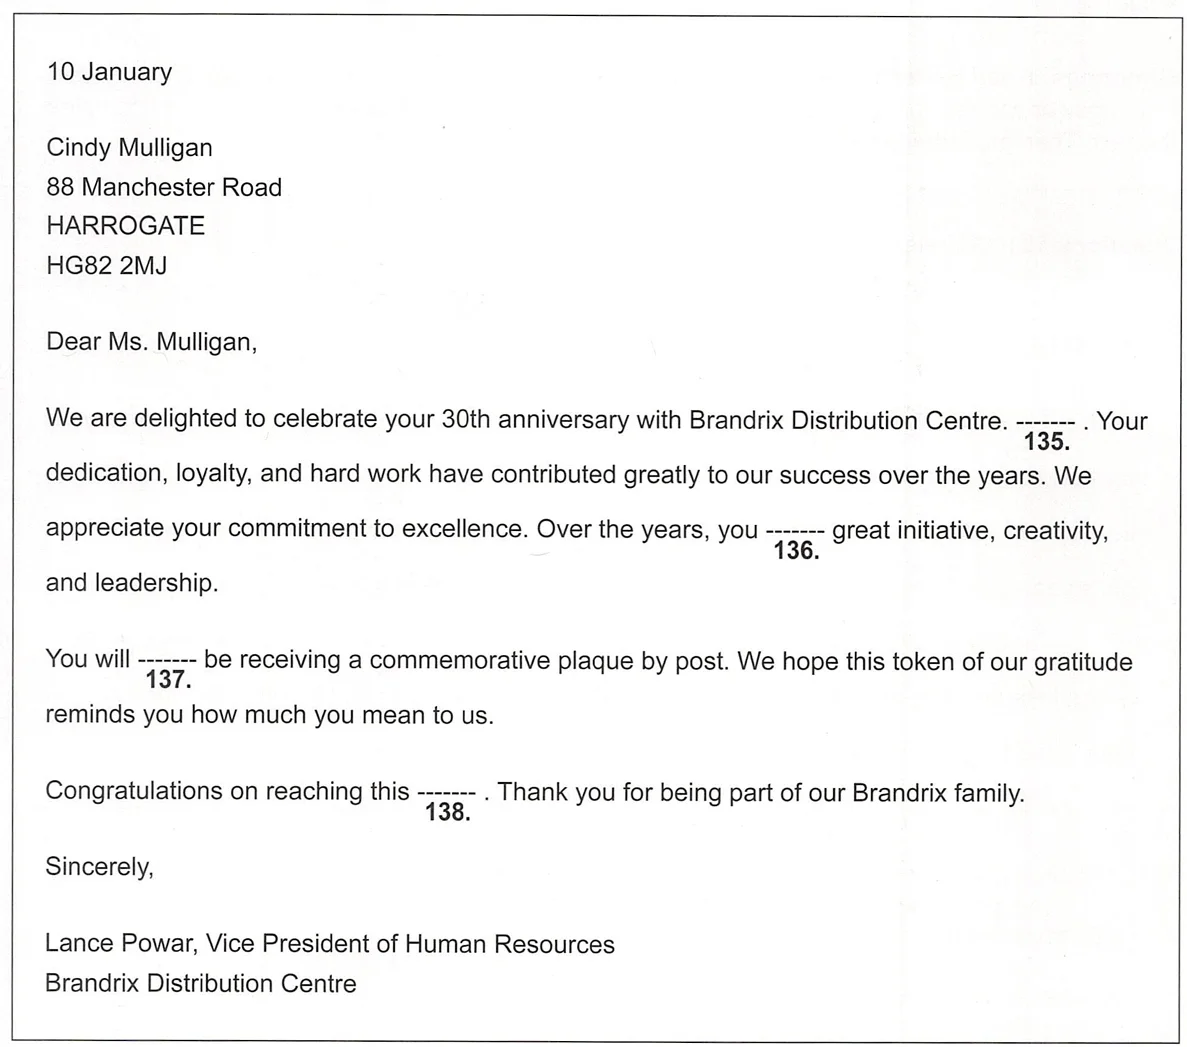 10 January
Cindy Mulligan
88 Manchester Road
HARROGATE
HG82 2MJ
Dear Ms. Mulligan,
We are delighted to celebrate your 30th anniversary with Brandrix Distribution Centre. ------- . Your
135.
dedication, loyalty, and hard work have contributed greatly to our success over the years. We
appreciate your commitment to excellence. Over the years, you ------- great initiative, creativity,
136.
and leadership.
You will ------- be receiving a commemorative plaque by post. We hope this token of our gratitude
137.
reminds you how much you mean to us.
Congratulations on reaching this ------- . Thank you for being part of our Brandrix family.
138.
Sincerely,
Lance Powar, Vice President of Human Resources
Brandrix Distribution Centre